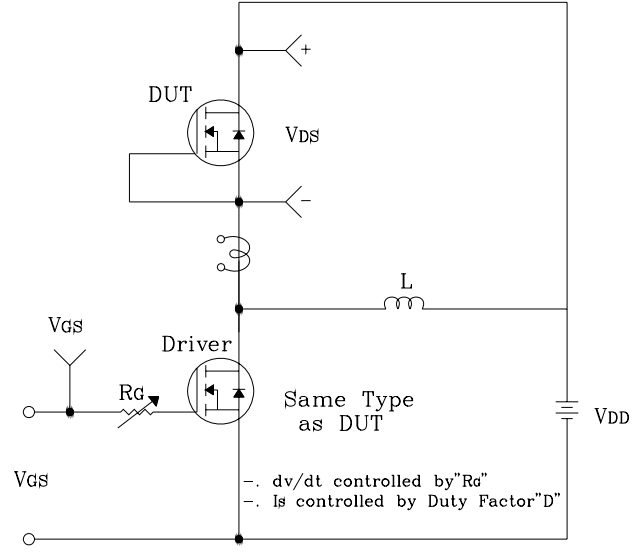 +
DUT
VDS
-
L
VGS
Driver
RG
Same Type
as DUT
VDD
VGS
-. dv/dt controlled by"RG"
-. Is controlled by Duty Factor"D"